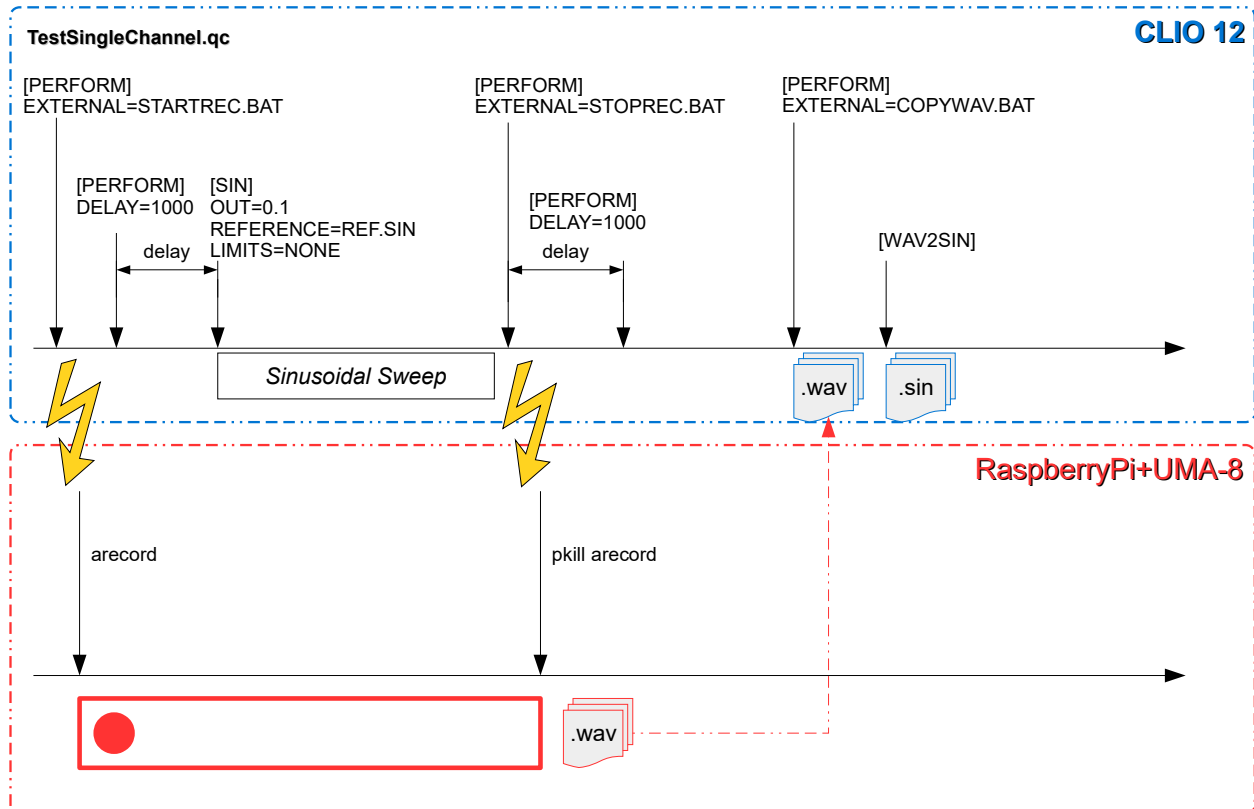 TestSingleChannel.qc
CLIO 12
[PERFORM]
EXTERNAL=STARTREC.BAT
[PERFORM]
EXTERNAL=STOPREC.BAT
[PERFORM]
EXTERNAL=COPYWAV.BAT
[PERFORM]
DELAY=1000
delay
[SIN]
OUT=0.1
REFERENCE=REF.SIN
LIMITS=NONE
[PERFORM]
DELAY=1000
delay
[WAV2SIN]
Sinusoidal Sweep
.wav
.sin
RaspberryPi+UMA-8
arecord
pkill arecord
.wav